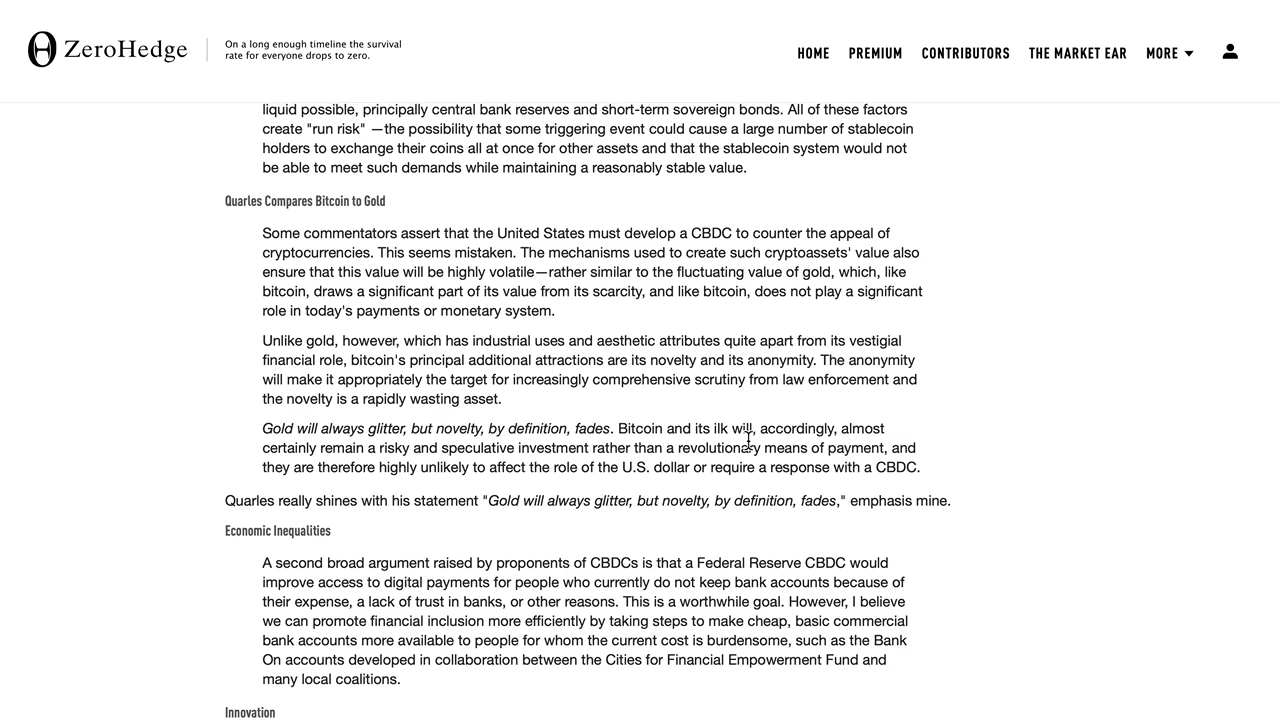 ZeroHedge
On a long enough timeline the survival
rate for everyone drops to zero.
HOME PREMIUM CONTRIBUTORS THE MARKET EAR MORE
liquid possible, principally central bank reserves and short-term sovereign bonds. All of these factors
create "run risk" —the possibility that some triggering event could cause a large number of stablecoin
holders to exchange their coins all at once for other assets and that the stablecoin system would not
be able to meet such demands while maintaining a reasonably stable value.
Quarles Compares Bitcoin to Gold
Some commentators assert that the United States must develop a CBDC to counter the appeal of
cryptocurrencies. This seems mistaken. The mechanisms used to create such cryptoassets' value also
ensure that this value will be highly volatile—rather similar to the fluctuating value of gold, which, like
bitcoin, draws a significant part of its value from its scarcity, and like bitcoin, does not play a significant
role in today's payments or monetary system.
Unlike gold, however, which has industrial uses and aesthetic attributes quite apart from its vestigial
financial role, bitcoin's principal additional attractions are its novelty and its anonymity. The anonymity
will make it appropriately the target for increasingly comprehensive scrutiny from law enforcement and
the novelty is a rapidly wasting asset.
Gold will always glitter, but novelty, by definition, fades. Bitcoin and its ilk will, accordingly, almost
certainly remain a risky and speculative investment rather than a revolutionary means of payment, and
they are therefore highly unlikely to affect the role of the U.S. dollar or require a response with a CBDC.
Quarles really shines with his statement "Gold will always glitter, but novelty, by definition, fades," emphasis mine.
Economic Inequalities
A second broad argument raised by proponents of CBDCs is that a Federal Reserve CBDC would
improve access to digital payments for people who currently do not keep bank accounts because of
their expense, a lack of trust in banks, or other reasons. This is a worthwhile goal. However, I believe
we can promote financial inclusion more efficiently by taking steps to make cheap, basic commercial
bank accounts more available to people for whom the current cost is burdensome, such as the Bank
On accounts developed in collaboration between the Cities for Financial Empowerment Fund and
many local coalitions.
Innovation